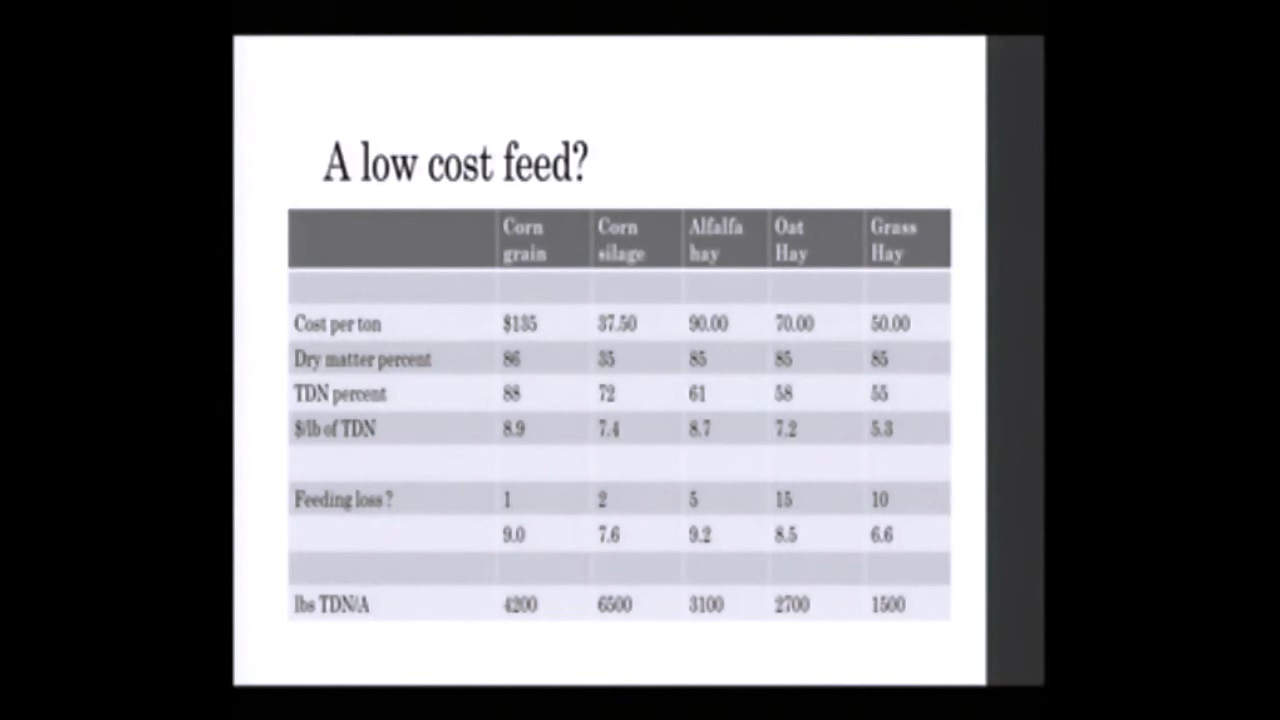 A low cost feed?
Corn grain Corn silage Alfalfa hay Oat Hay Grass Hay
Cost per ton $135 37.50 90.00 70.00 50.00
Dry matter percent 86 35 85 85 85
TDN percent 88 72 61 58 55
$/lb of TDN 8.9 7.4 8.7 7.2 5.3
Feeding loss ? 1 2 5 15 10
9.0 7.6 9.2 8.5 6.6
lbs TDN/A 4200 6500 3100 2700 1500